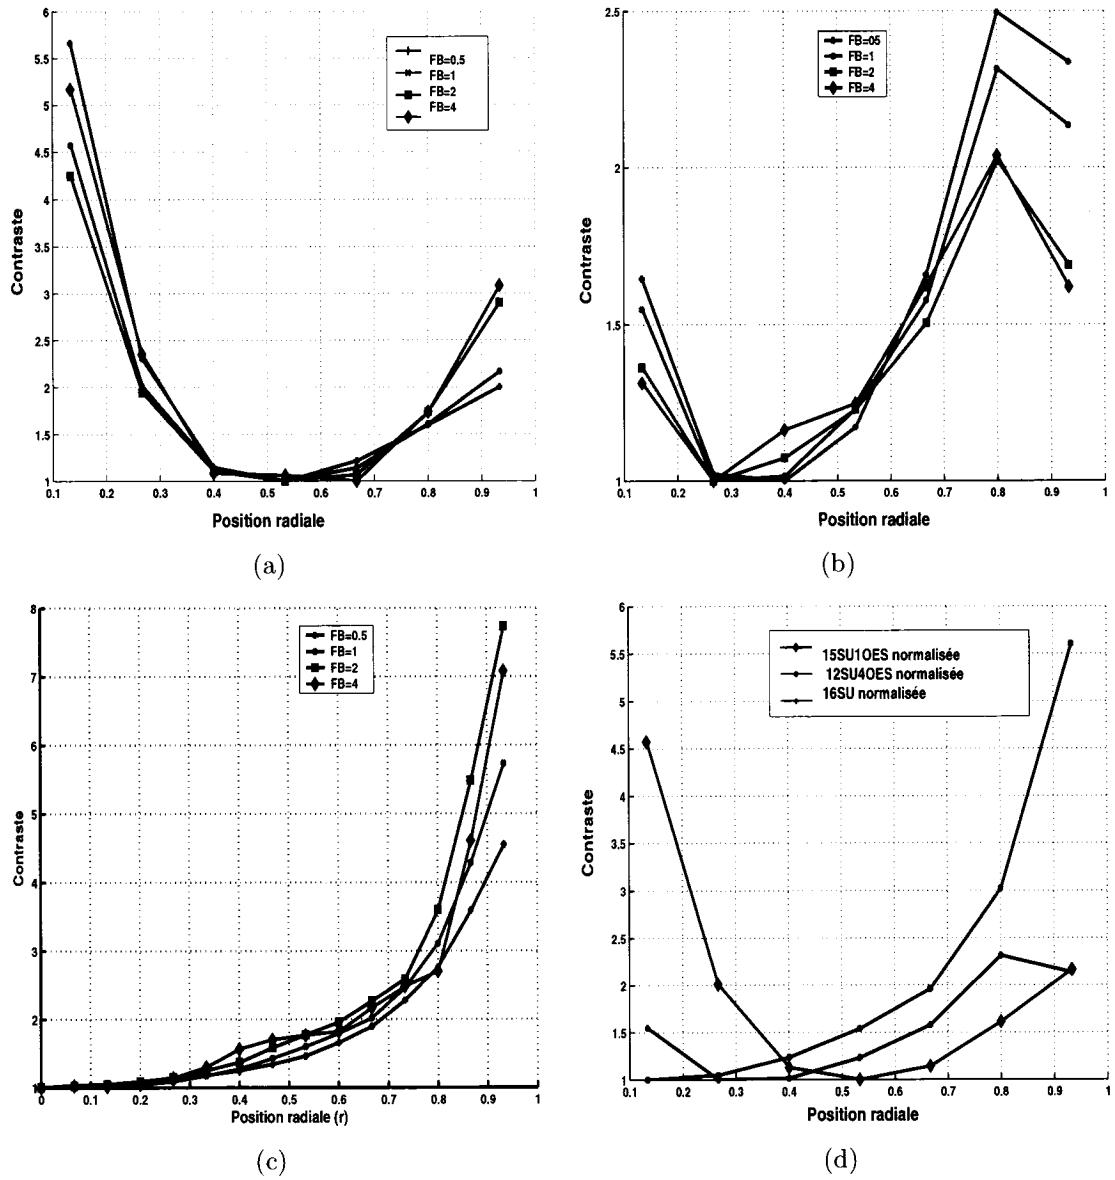 6
5.5
5
4.5
4
3.5
3
2.5
2
1.5
1
Contraste
0.1 0.2 0.3 0.4 0.5 0.6 0.7 0.8 0.9 1
Position radiale
FB=0.5
FB=1
FB=2
FB=4
(a)
2.5
2
1.5
1
Contraste
0.1 0.2 0.3 0.4 0.5 0.6 0.7 0.8 0.9 1
Position radiale
FB=05
FB=1
FB=2
FB=4
(b)
8
7
6
5
4
3
2
1
Contraste
0 0.1 0.2 0.3 0.4 0.5 0.6 0.7 0.8 0.9 1
Position radiale (r)
FB=0.5
FB=1
FB=2
FB=4
(c)
6
5.5
5
4.5
4
3.5
3
2.5
2
1.5
1
Contraste
0.1 0.2 0.3 0.4 0.5 0.6 0.7 0.8 0.9 1
Position radiale
15SU1OES normalisée
12SU4OES normalisée
16SU normalisée
(d)